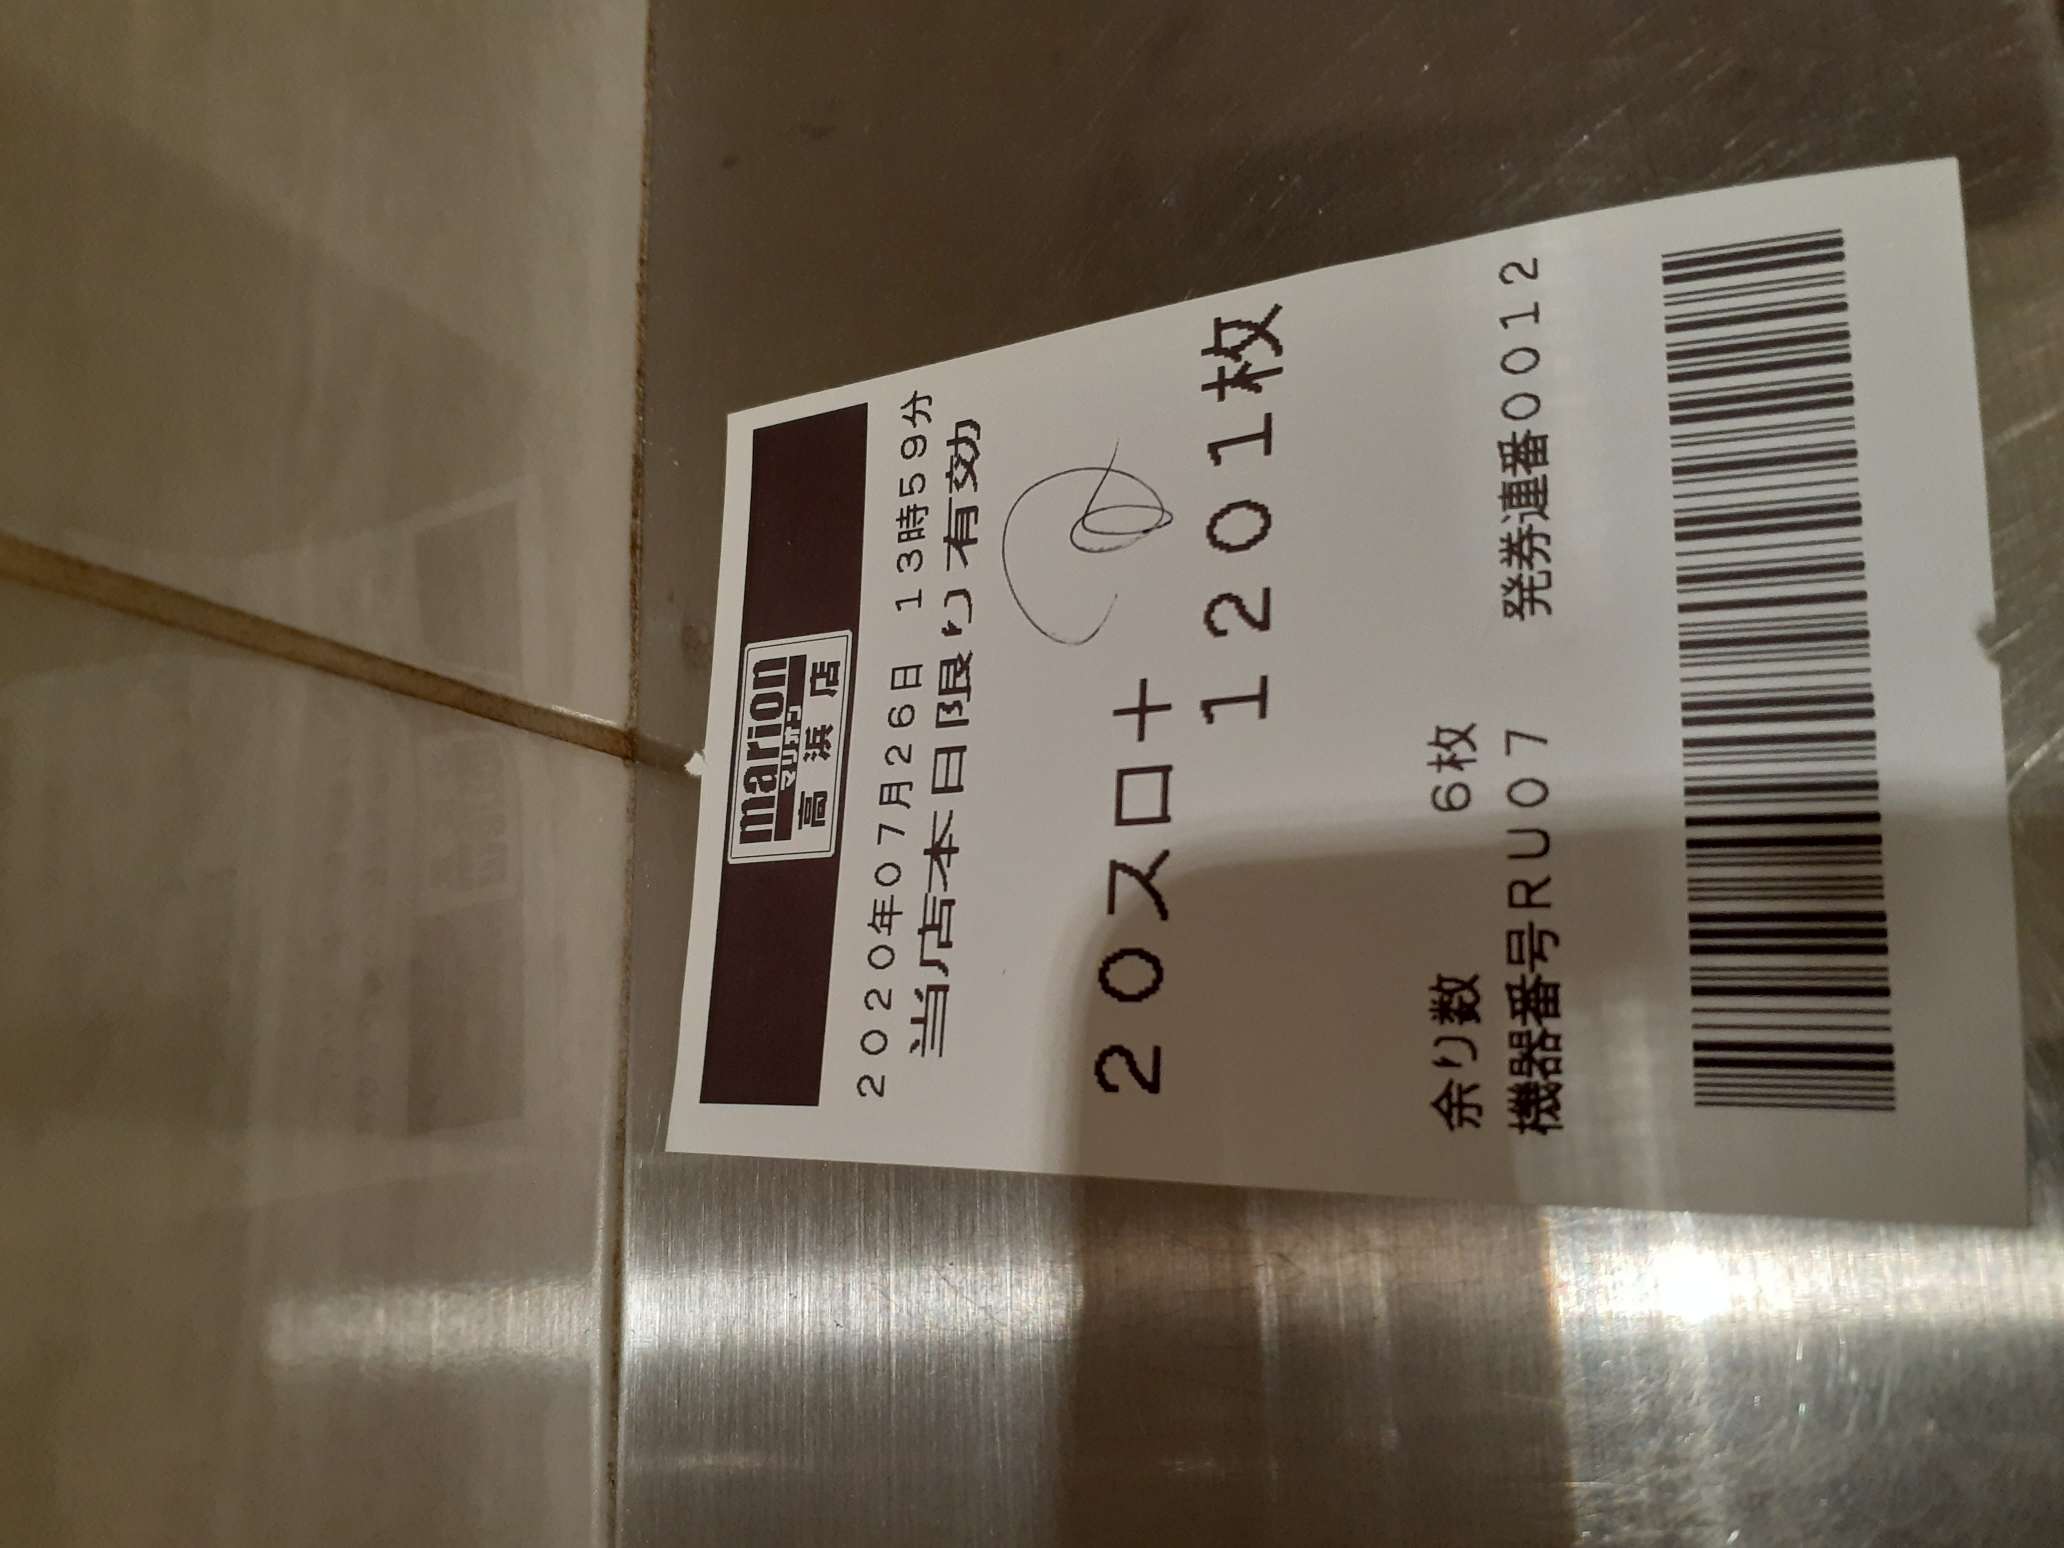 marion
マリオン
高浜店
2020年07月26日 13時59分
当店本日限り有効
20スロ+
1201枚
余り数 6枚
機器番号RU07 発券連番0012